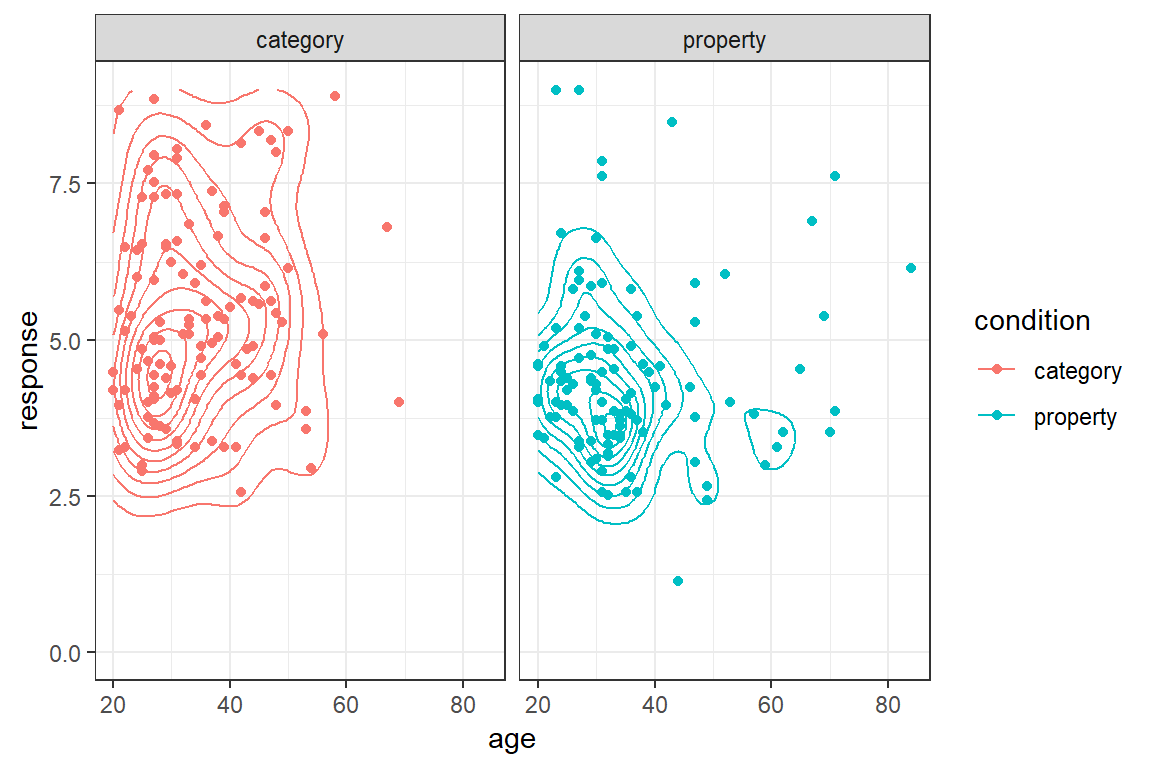 category
property
response
7.5
5.0
2.5
0.0
20 40 60 80
20 40 60 80
age
condition
category
property